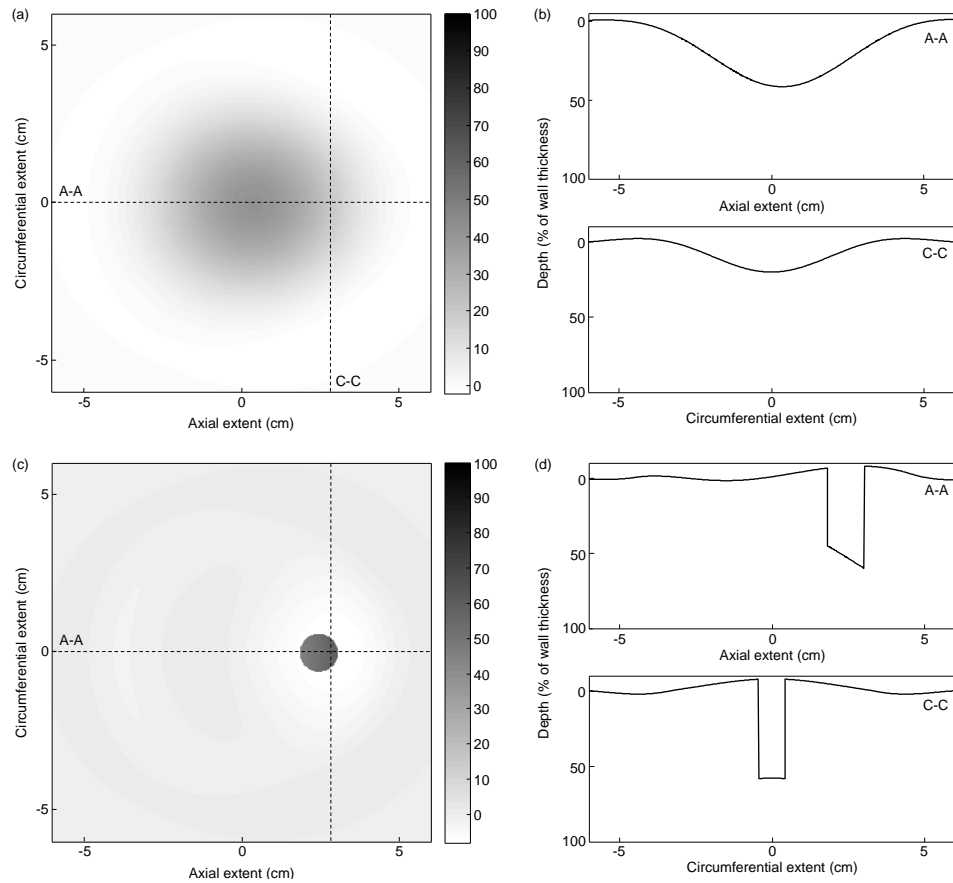 (a)
5
0
-5
Circumferential extent (cm)
A-A
C-C
-5
0
5
Axial extent (cm)
100
90
80
70
60
50
40
30
20
10
0
(b)
0
50
100
A-A
-5
0
5
Axial extent (cm)
Depth (% of wall thickness)
0
50
100
C-C
-5
0
5
Circumferential extent (cm)
(c)
5
0
-5
Circumferential extent (cm)
A-A
-5
0
5
Axial extent (cm)
100
90
80
70
60
50
40
30
20
10
0
(d)
0
50
100
A-A
-5
0
5
Axial extent (cm)
Depth (% of wall thickness)
0
50
100
C-C
-5
0
5
Circumferential extent (cm)